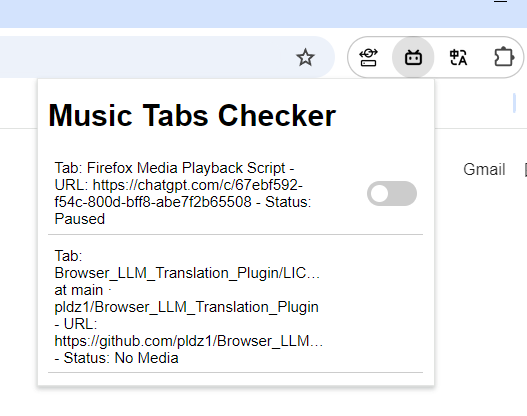 Music Tabs Checker
Tab: Firefox Media Playback Script -
URL: https://chatgpt.com/c/67ebf592-
f54c-800d-bff8-abe7f2b65508 - Status:
Paused
Gmail
Tab:
Browser_LLM_Translation_Plugin/LIC…
at main ·
pldz1/Browser_LLM_Translation_Plugin
- URL:
https://github.com/pldz1/Browser_LLM…
- Status: No Media